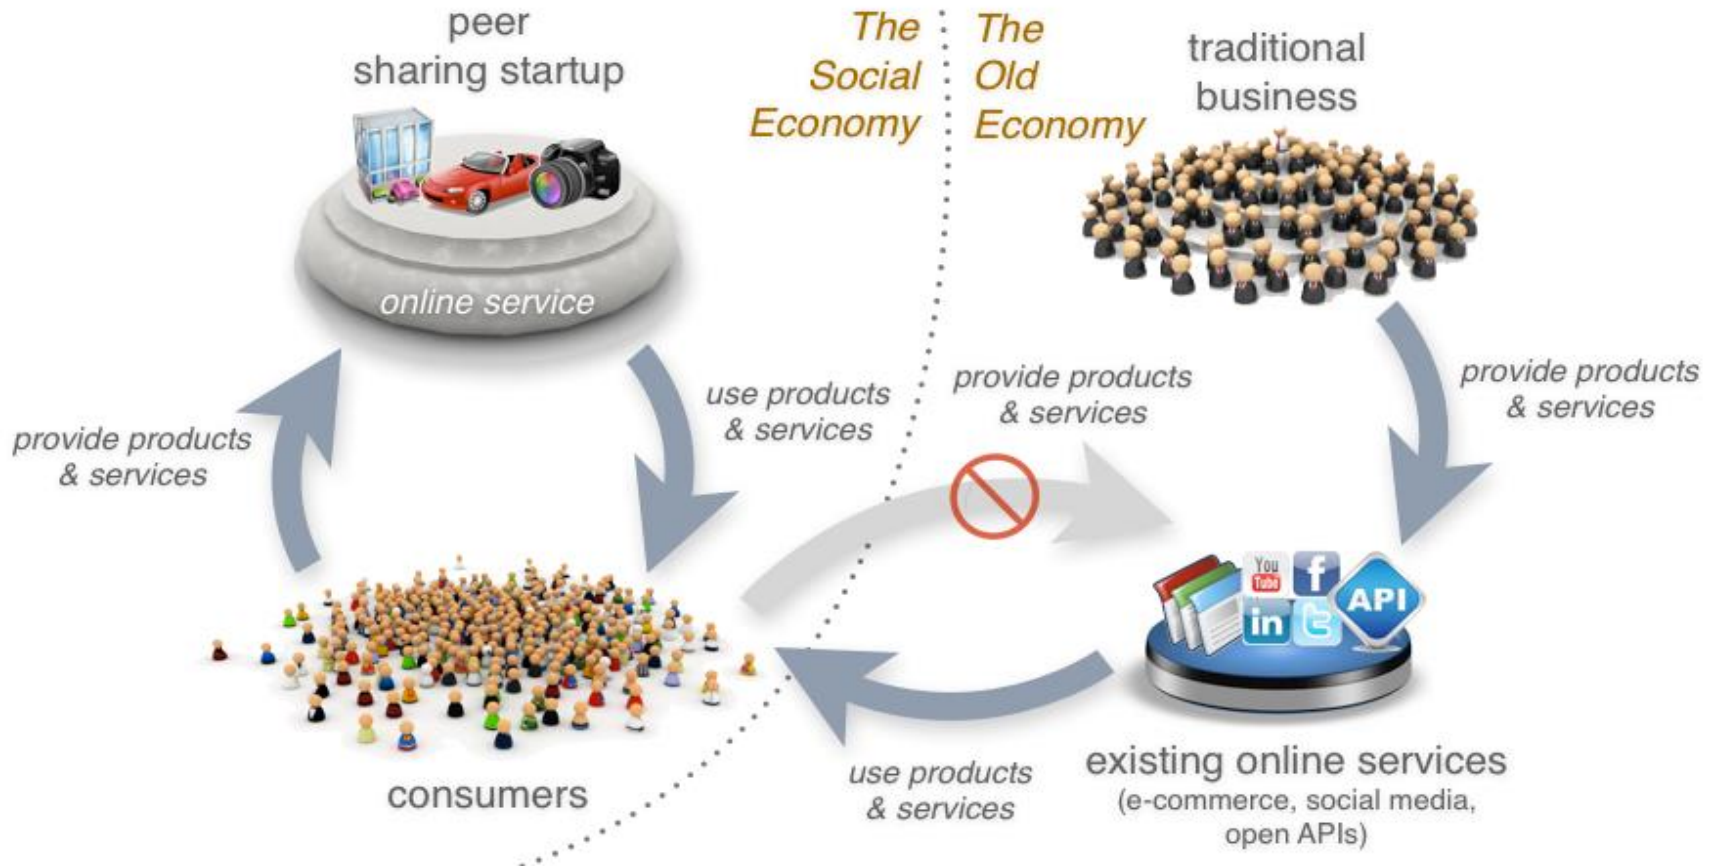 peer
sharing startup
The
Social
Economy
The
Old
Economy
traditional
business
online service
provide products
& services
use products
& services
provide products
& services
provide products
& services
You
Tube
f
in
t
API
consumers
use products
& services
existing online services
(e-commerce, social media,
open APIs)